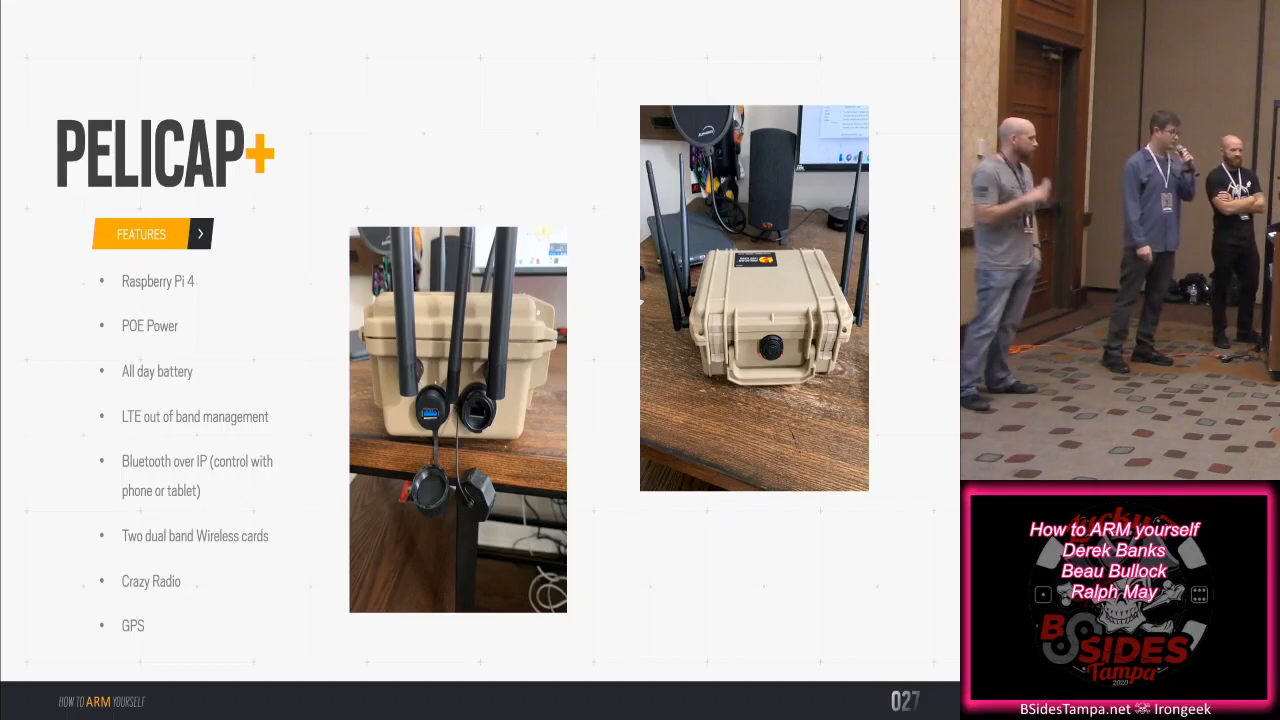 PELICAP+
FEATURES
• Raspberry Pi 4
• POE Power
• All day battery
• LTE out of band management
• Bluetooth over IP (control with
phone or tablet)
• Two dual band Wireless cards
• Crazy Radio
• GPS
HOW TO ARM YOURSELF
027
How to ARM yourself
Derek Banks
Beau Bullock
Ralph May
BSIDES
Tampa
2020
BSidesTampa.net Irongeek